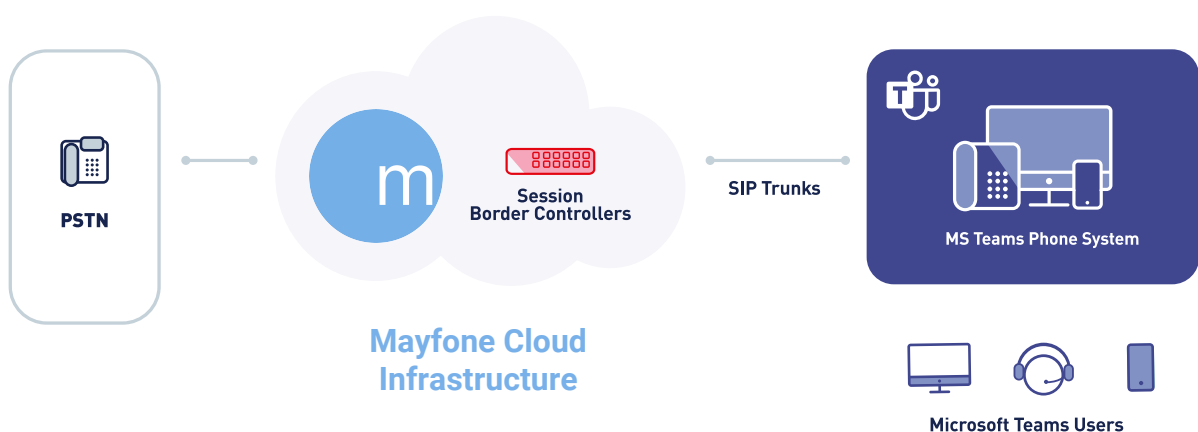 PSTN
m
Session
Border Controllers
Mayfone Cloud
Infrastructure
SIP Trunks
T
MS Teams Phone System
Microsoft Teams Users